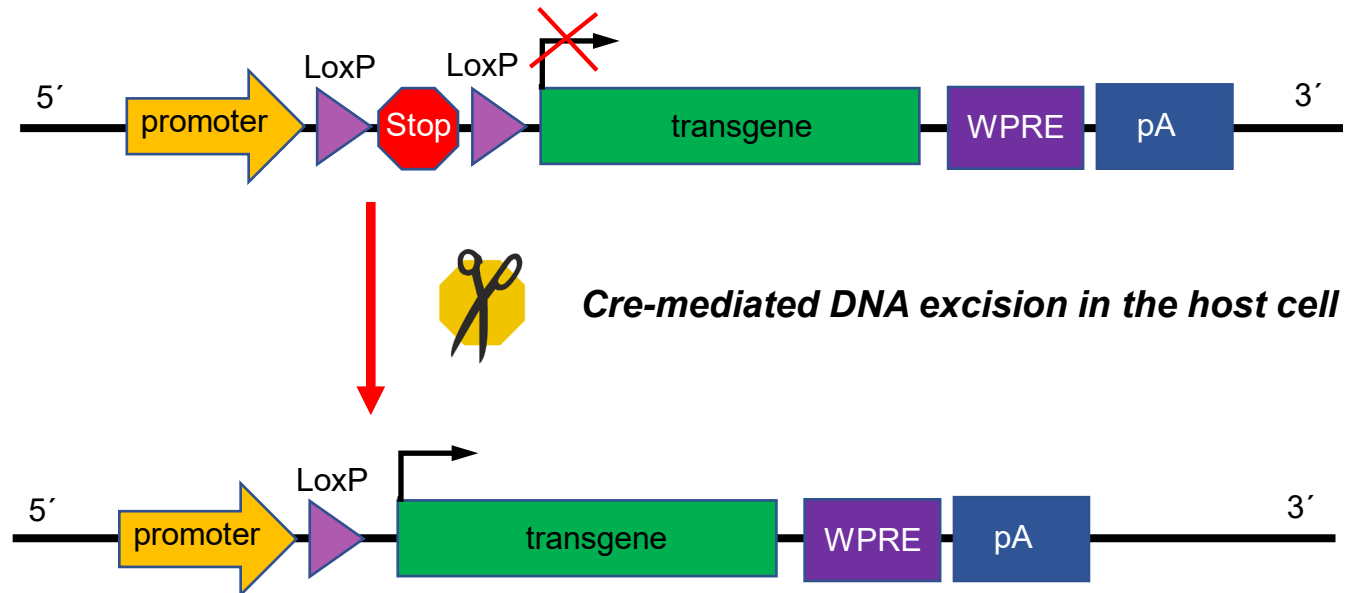 LoxP LoxP
5´ promoter Stop transgene WPRE pA 3´
Cre-mediated DNA excision in the host cell
LoxP
5´ promoter transgene WPRE pA 3´